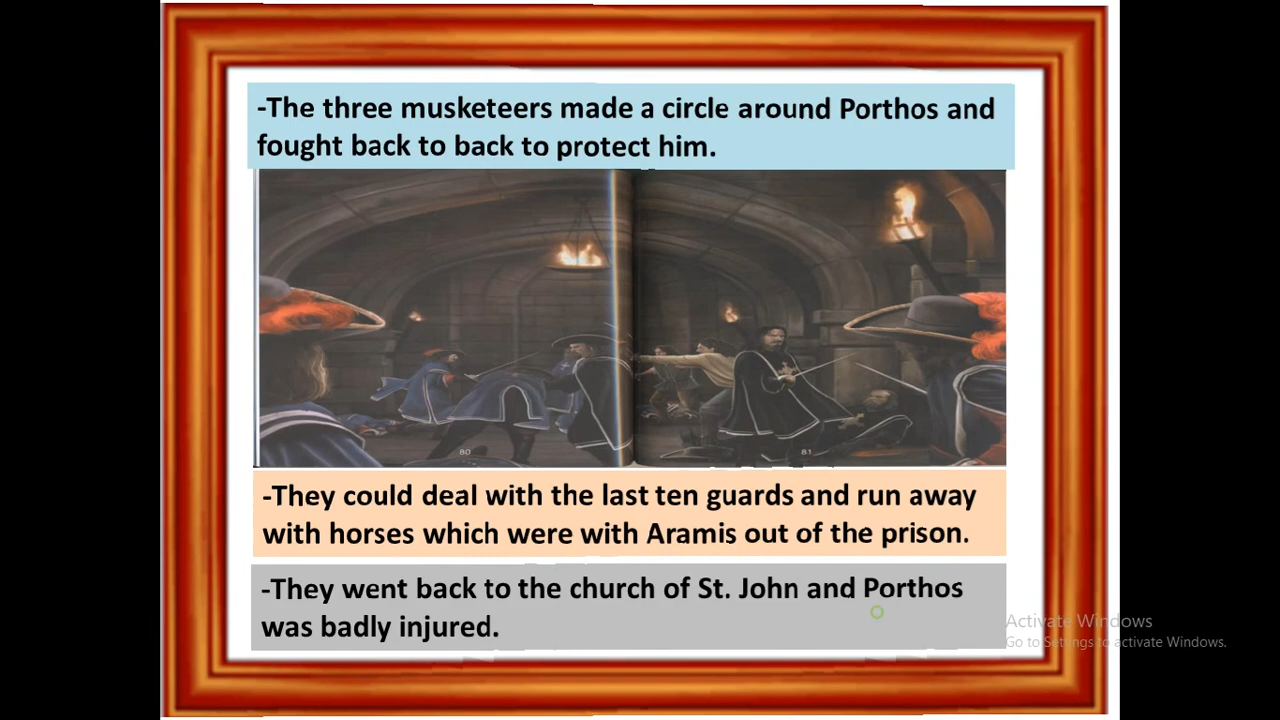 -The three musketeers made a circle around Porthos and
fought back to back to protect him.
80
81
-They could deal with the last ten guards and run away
with horses which were with Aramis out of the prison.
-They went back to the church of St. John and Porthos
was badly injured.
Activate Windows
Go to Settings to activate Windows.